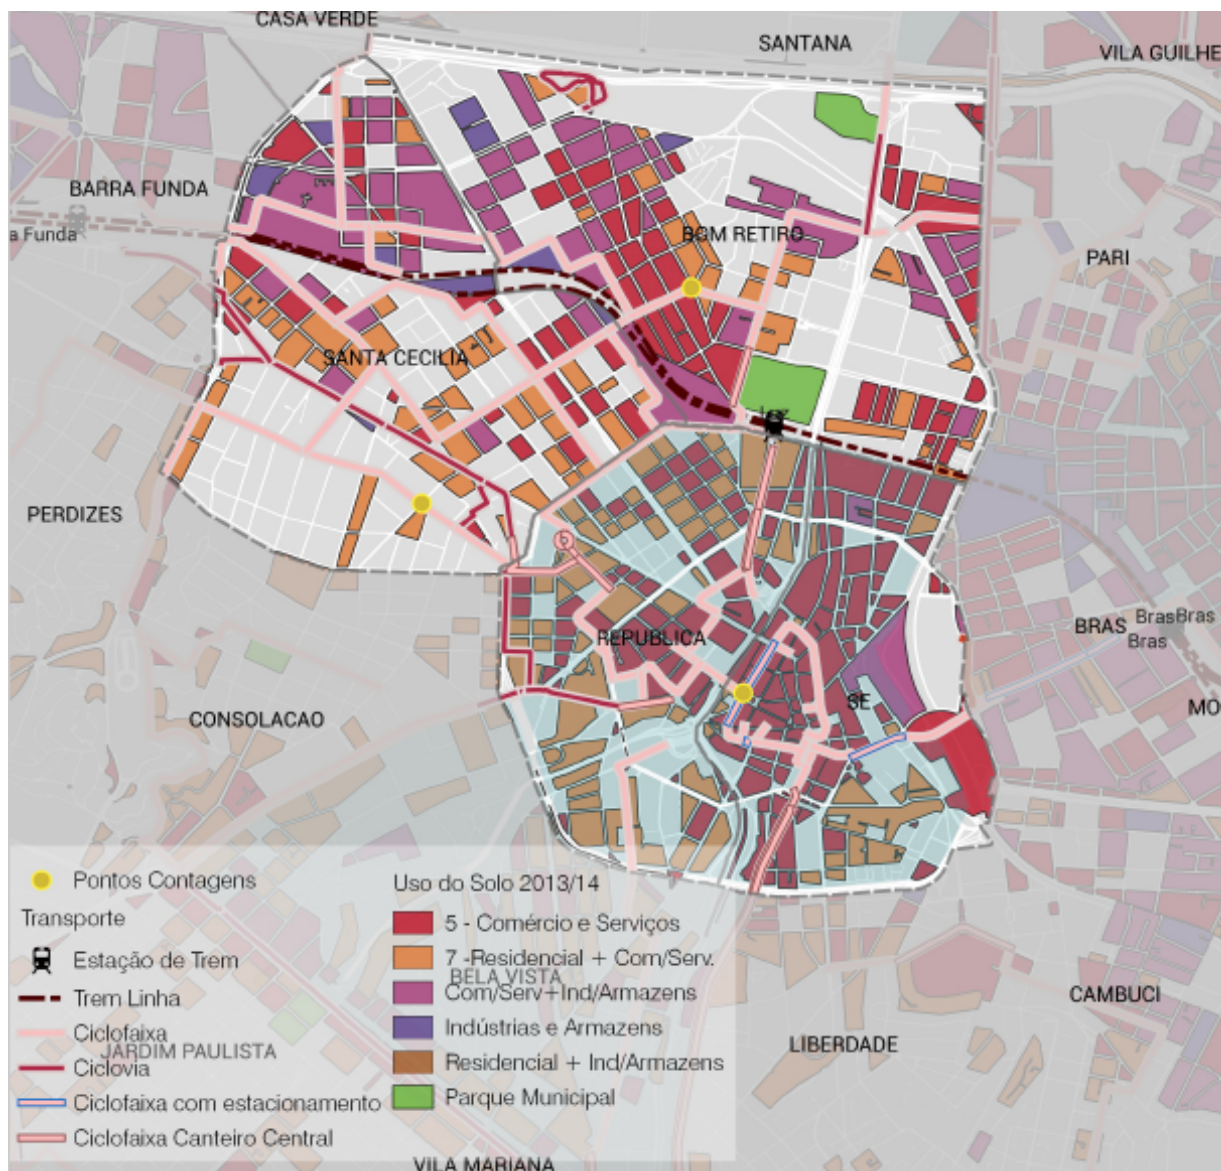 CASA VERDE
SANTANA
VILA GUILHE
BARRA FUNDA
a Funda
BOM RETIRO
PARI
SANTA CECILIA
PERDIZES
REPUBLICA
BRAS
BrasBras
Bras
CONSOLACAO
SE
MO
Pontos Contagens
Transporte
Estação de Trem
Trem Linha
Ciclofaixa
JARDIM PAULISTA
Ciclovia
Ciclofaixa com estacionamento
Ciclofaixa Canteiro Central
Uso do Solo 2013/14
5 - Comércio e Serviços
7 -Residencial + Com/Serv.
BELA VISTA
Com/Serv+Ind/Armazens
Indústrias e Armazens
Residencial + Ind/Armazens
Parque Municipal
CAMBUCI
LIBERDADE
VILA MARIANA